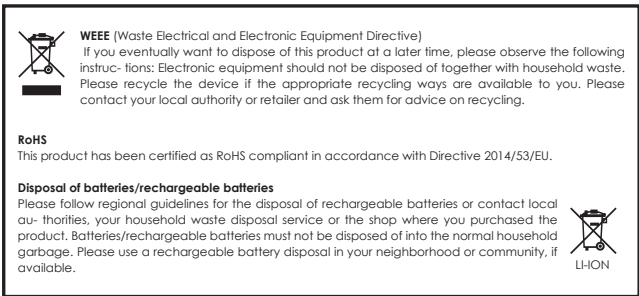 WEEE (Waste Electrical and Electronic Equipment Directive)
If you eventually want to dispose of this product at a later time, please observe the following
instruc- tions: Electronic equipment should not be disposed of together with household waste.
Please recycle the device if the appropriate recycling ways are available to you. Please
contact your local authority or retailer and ask them for advice on recycling.
RoHS
This product has been certified as RoHS compliant in accordance with Directive 2014/53/EU.
Disposal of batteries/rechargeable batteries
Please follow regional guidelines for the disposal of rechargeable batteries or contact local
au- thorities, your household waste disposal service or the shop where you purchased the
product. Batteries/rechargeable batteries must not be disposed of into the normal household
garbage. Please use a rechargeable battery disposal in your neighborhood or community, if
available.
LI-ION